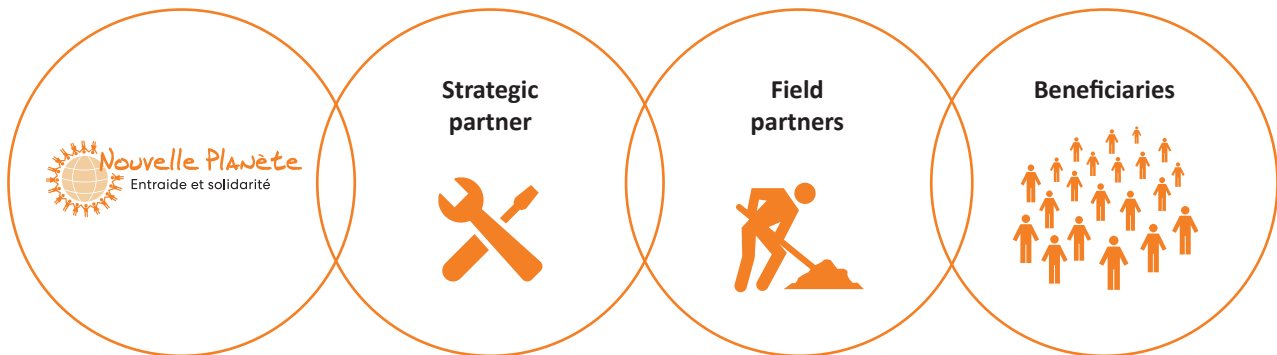 Nouvelle Planète
Entraide et solidarité
Strategic
partner
Field
partners
Beneficiaries